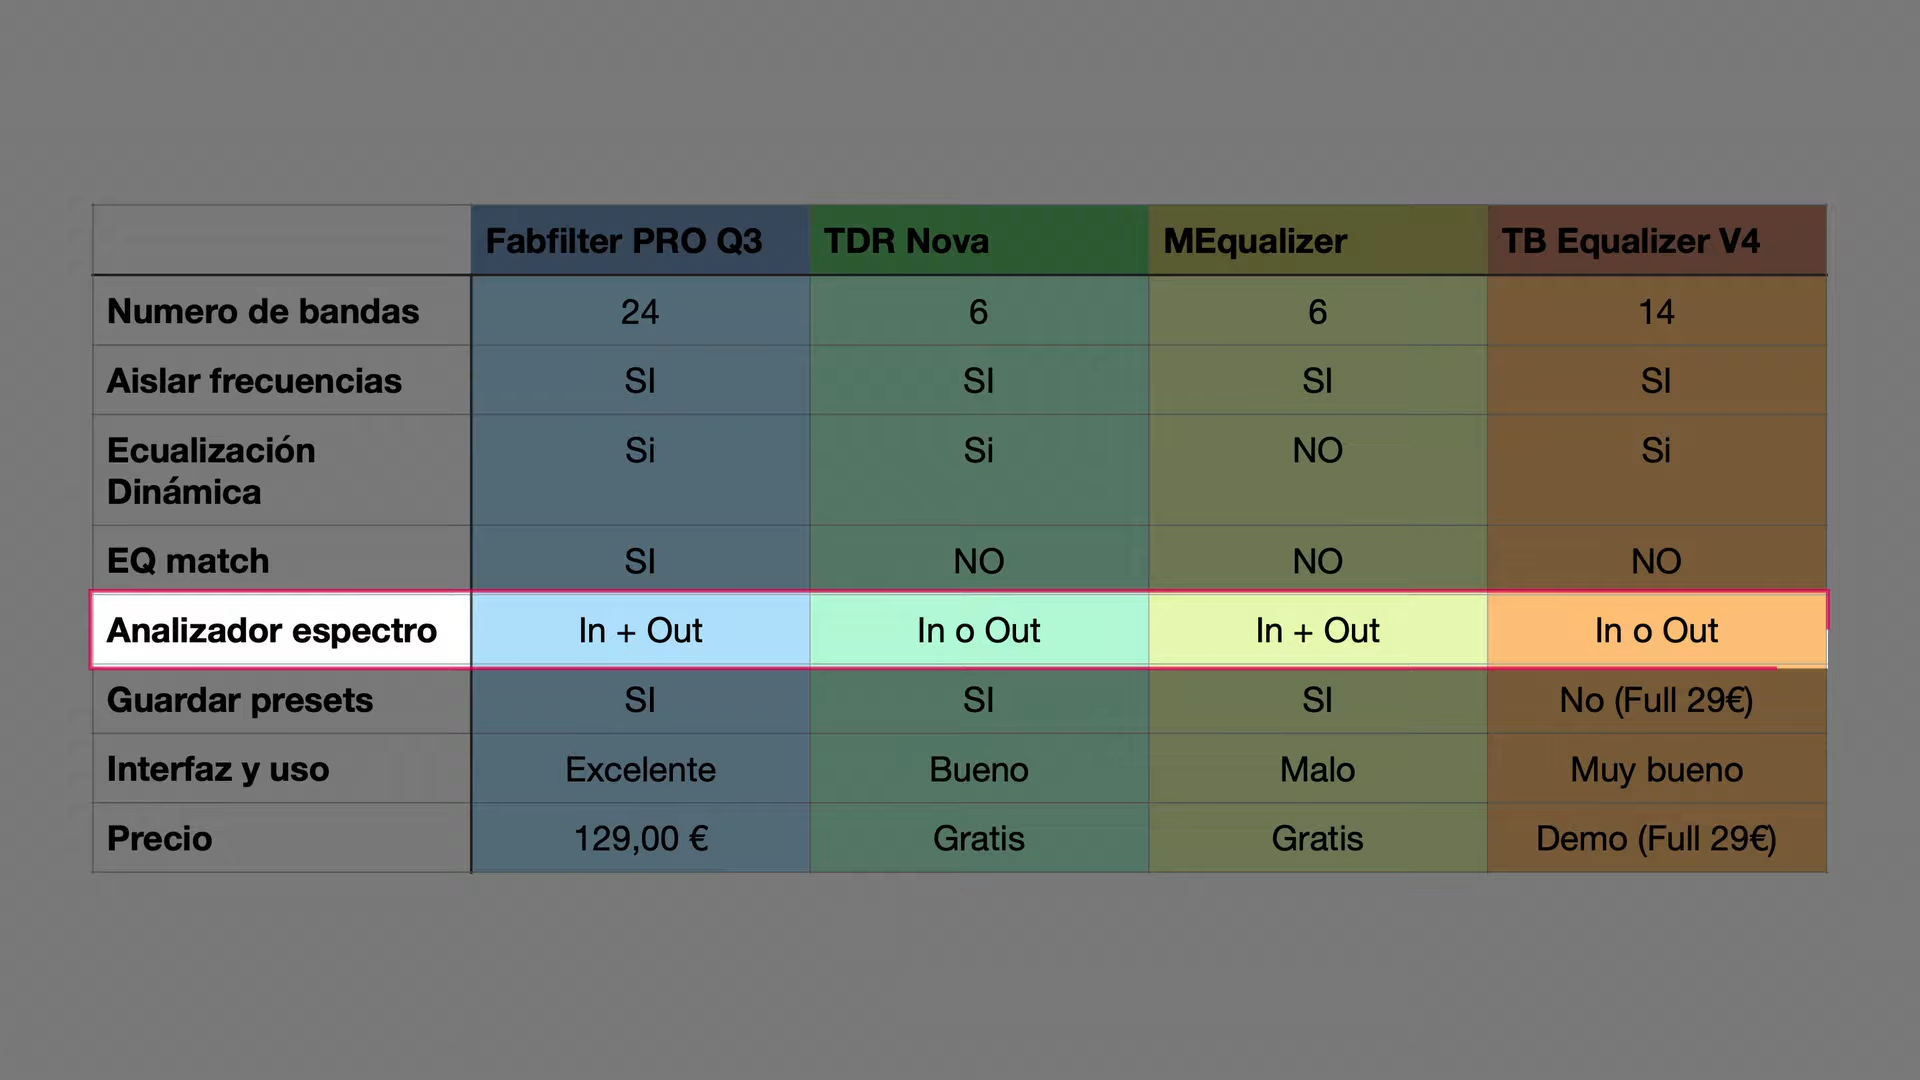 Fabfilter PRO Q3 TDR Nova MEqualizer TB Equalizer V4
Numero de bandas 24 6 6 14
Aislar frecuencias SI SI SI SI
Ecualización Si Si NO Si
Dinámica
EQ match SI NO NO NO
Analizador espectro In + Out In o Out In + Out In o Out
Guardar presets SI SI SI No (Full 29€)
Interfaz y uso Excelente Bueno Malo Muy bueno
Precio 129,00 € Gratis Gratis Demo (Full 29€)